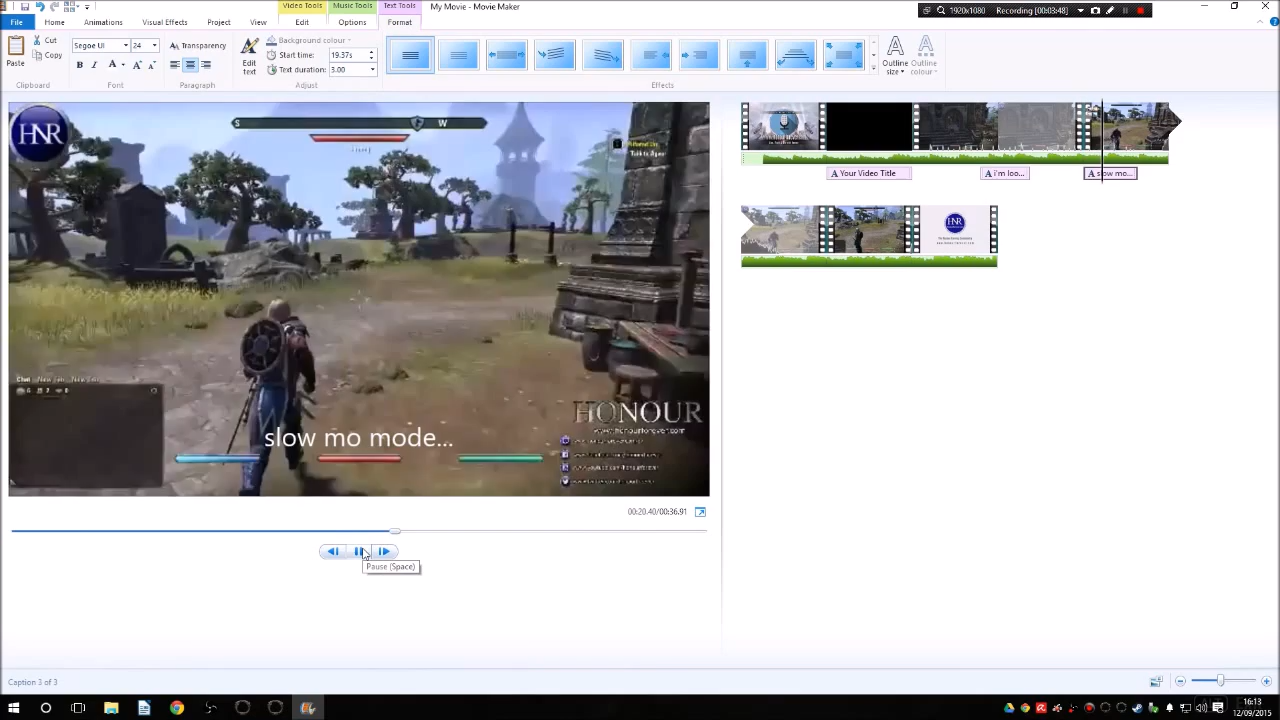 Video Tools
Music Tools
Text Tools
My Movie - Movie Maker
1920x1080
Recording [00:03:48]
File
Home
Animations
Visual Effects
Project
View
Edit
Options
Format
Paste
Cut
Copy
Clipboard
Segoe UI
24
B
I
A
Font
Transparency
Paragraph
Edit text
Background colour
Start time:
19.37s
Text duration:
3.00
Adjust
Effects
Outline size
Outline colour
HNR
S
W
slow mo mode...
HONOUR
www.honourforever.com
00:20.40/00:36.91
Pause (Space)
A Your Video Title
A i'm loo...
A slow mo...
HNR
Caption 3 of 3
16:13
12/09/2015